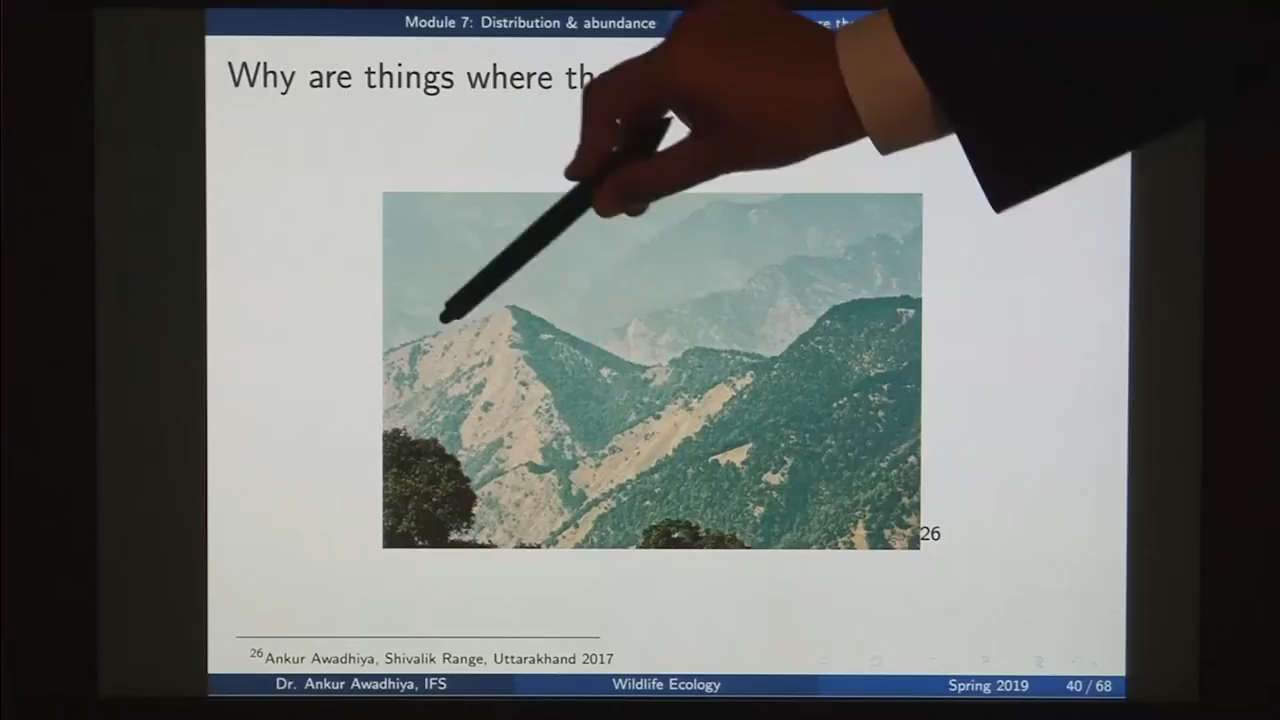 Module 7: Distribution & abundance
Why are things where
26
26Ankur Awadhiya, Shivalik Range, Uttarakhand 2017
Dr. Ankur Awadhiya, IFS Wildlife Ecology Spring 2019 40 / 68